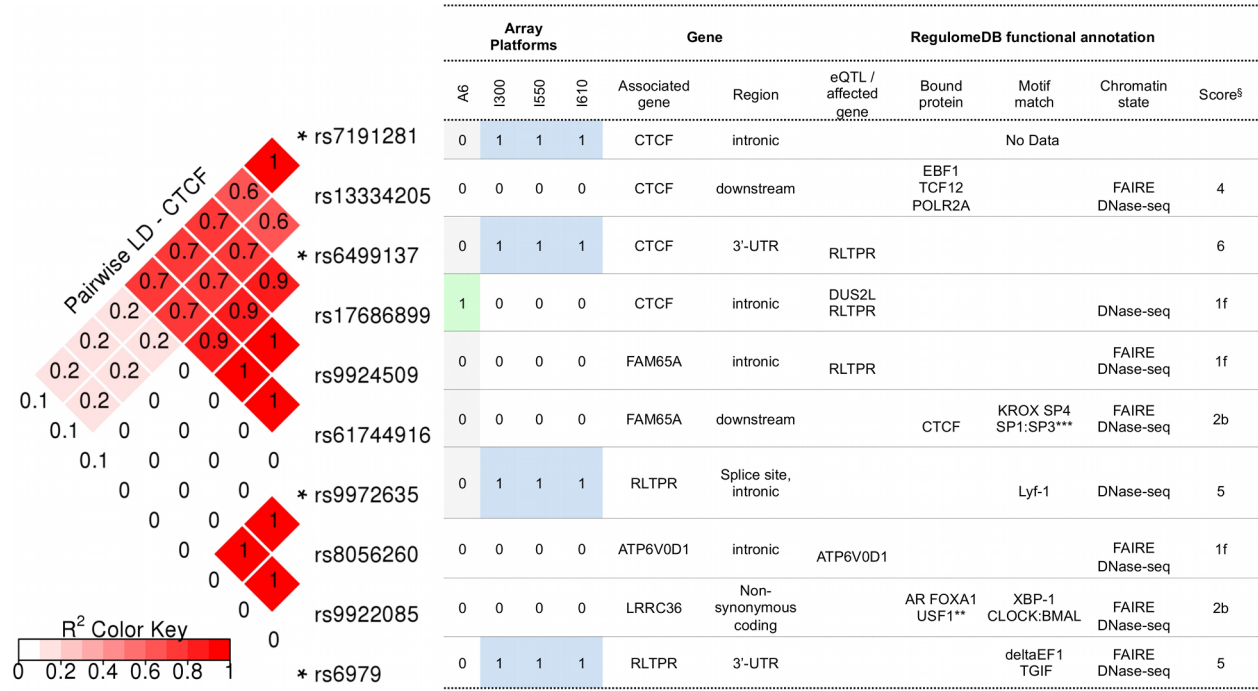 Pairwise LD - CTCF
* rs7191281
1
0.6 rs13334205
0.7 0.6
0.7 0.7 * rs6499137
0.7 0.7 0.9
0.2 0.7 0.9 rs17686899
0.2 0.2 0.9 1
0.2 0.2 0 1 rs9924509
0.1 0.2 0 0 1
0.1 0 0 0 rs61744916
0.1 0 0 0
0 0 0 * rs9972635
0 0 1
0 1 rs8056260
0 1
0 rs9922085
0
* rs6979
R² Color Key
0 0.2 0.4 0.6 0.8 1
Array
Platforms
Gene
RegulomeDB functional annotation
A6
I300
I550
I610
Associated
gene
Region
eQTL /
affected
gene
Bound
protein
Motif
match
Chromatin
state
Score§
0 1 1 1 CTCF intronic No Data
0 0 0 0 CTCF downstream
EBF1
TCF12
POLR2A
FAIRE
DNase-seq
4
0 1 1 1 CTCF 3'-UTR RLTPR 6
1 0 0 0 CTCF intronic
DUS2L
RLTPR
DNase-seq
1f
0 0 0 0 FAM65A intronic RLTPR
FAIRE
DNase-seq
1f
0 0 0 0 FAM65A downstream CTCF
KROX SP4
SP1:SP3***
FAIRE
DNase-seq
2b
0 1 1 1 RLTPR
Splice site,
intronic
Lyf-1 DNase-seq 5
0 0 0 0 ATP6V0D1 intronic ATP6V0D1
FAIRE
DNase-seq
1f
0 0 0 0 LRRC36
Non-
synonymous
coding
AR FOXA1
USF1**
XBP-1
CLOCK:BMAL
FAIRE
DNase-seq
2b
0 1 1 1 RLTPR 3'-UTR
deltaEF1
TGIF
FAIRE
DNase-seq
5